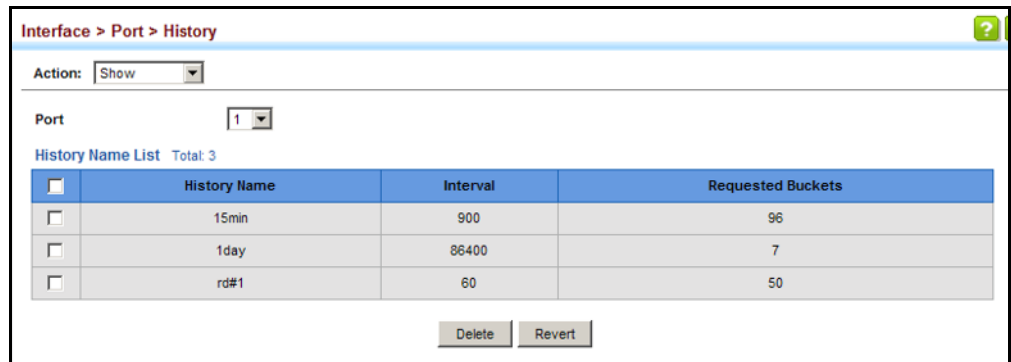 Interface > Port > History
?
Action: Show
Port 1
History Name List Total: 3
History Name Interval Requested Buckets
15min 900 96
1day 86400 7
rd#1 60 50
Delete Revert